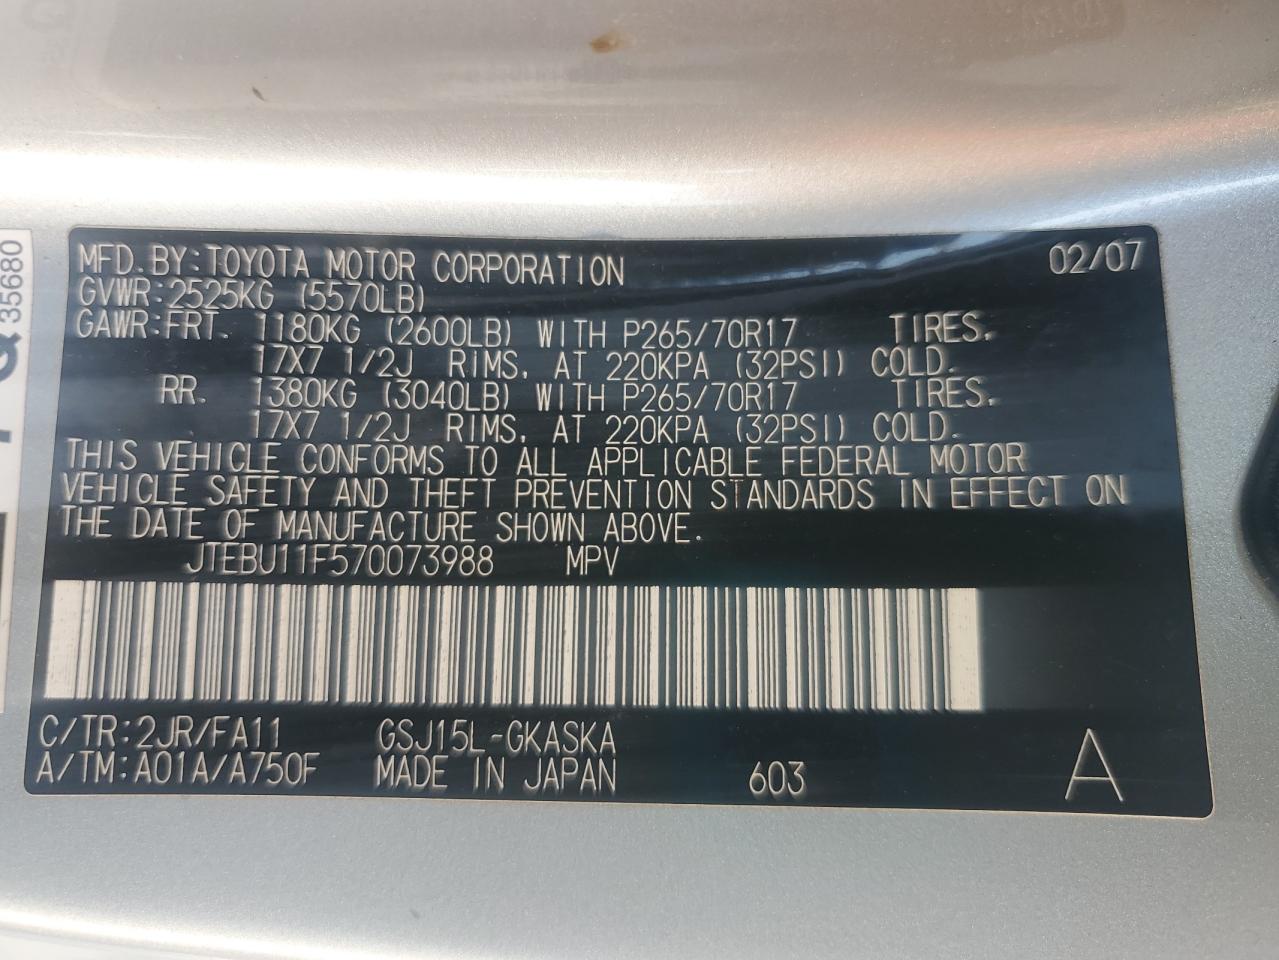 MFD. BY: TOYOTA MOTOR CORPORATION 02/07
GVWR: 2525KG (5570LB)
GAWR: FRT. 1180KG (2600LB) WITH P265/70R17 TIRES,
17X7 1/2J RIMS, AT 220KPA (32PSI) COLD.
RR. 1380KG (3040LB) WITH P265/70R17 TIRES,
17X7 1/2J RIMS, AT 220KPA (32PSI) COLD.
THIS VEHICLE CONFORMS TO ALL APPLICABLE FEDERAL MOTOR
VEHICLE SAFETY AND THEFT PREVENTION STANDARDS IN EFFECT ON
THE DATE OF MANUFACTURE SHOWN ABOVE.
JTEBU11F570073988 MPV
C/TR: 2JR/FA11 GSJ15L-GKASKA
A/TM: A01A/A750F MADE IN JAPAN 603 A
35680